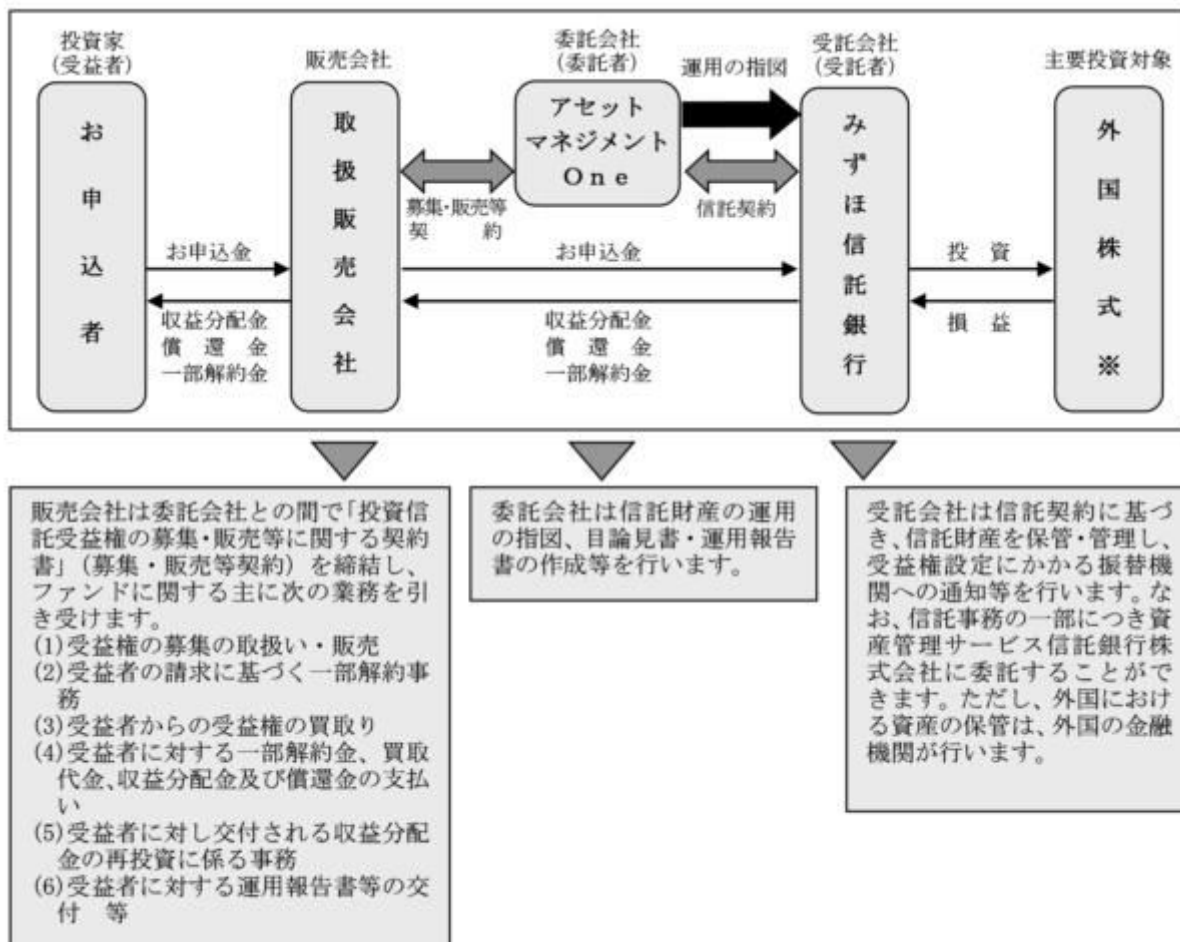 投資家
(受益者)
お申込者
販売会社
取扱販売会社
委託会社
(委託者)
アセット
マネジメント
One
運用の指図
受託会社
(受託者)
みずほ信託銀行
主要投資対象
外国株式※
募集・販売等
契 約
信託契約
お申込金
収益分配金
償 還 金
一部解約金
お申込金
収益分配金
償 還 金
一部解約金
投 資
損 益
販売会社は委託会社との間で「投資信
託受益権の募集・販売等に関する契約
書」(募集・販売等契約)を締結し、
ファンドに関する主に次の業務を引
き受けます。
(1)受益権の募集の取扱い・販売
(2)受益者の請求に基づく一部解約事
務
(3)受益者からの受益権の買取り
(4)受益者に対する一部解約金、買取
代金、収益分配金及び償還金の支払
い
(5)受益者に対し交付される収益分配
金の再投資に係る事務
(6)受益者に対する運用報告書等の交
付 等
委託会社は信託財産の運用
の指図、目論見書・運用報告
書の作成等を行います。
受託会社は信託契約に基づ
き、信託財産を保管・管理し、
受益権設定にかかる振替機
関への通知等を行います。な
お、信託事務の一部につき資
産管理サービス信託銀行株
式会社に委託することがで
きます。ただし、外国におけ
る資産の保管は、外国の金融
機関が行います。